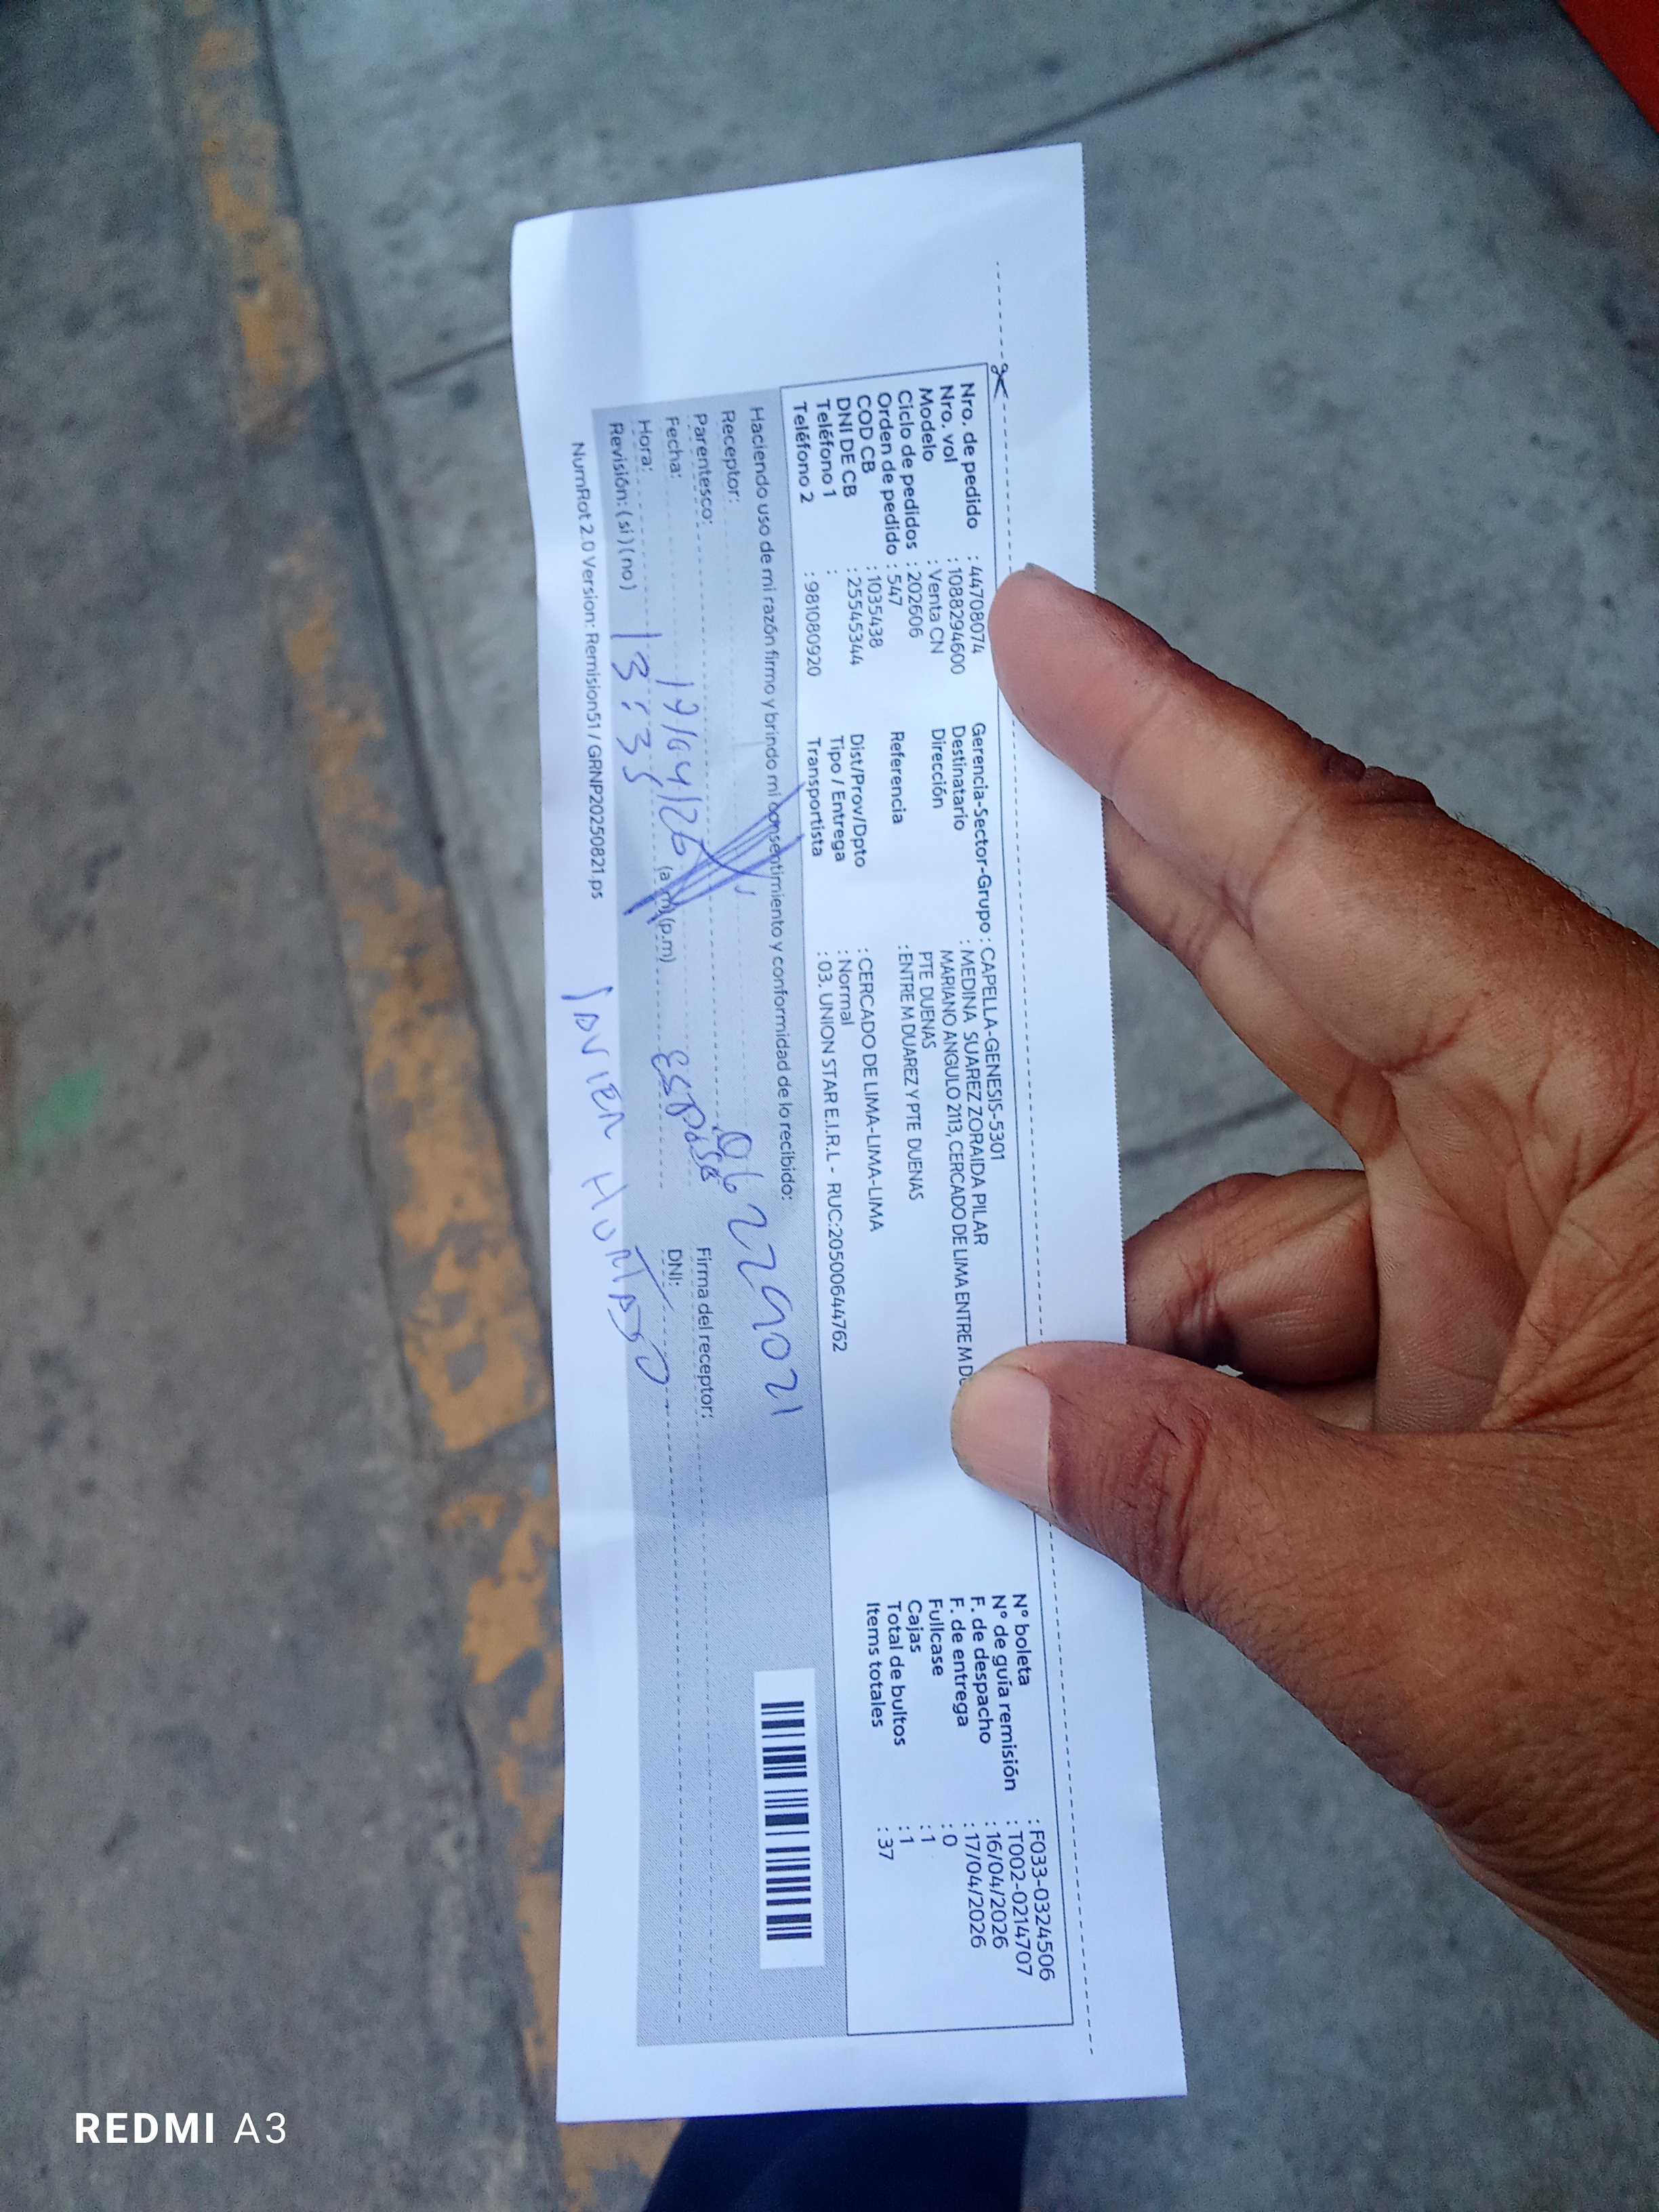 Nro. de pedido : 44708074
Nro. vol : 1088294600
Modelo : Venta CN
Ciclo de pedidos : 202606
Orden de pedido : 547
COD CB : 1035438
DNI DE CB : 25545344
Teléfono 1 :
Teléfono 2 : 981080920
Gerencia-Sector-Grupo : CAPELLA-GENESIS-5301
Destinatario : MEDINA SUAREZ ZORAIDA PILAR
Dirección MARIANO ANGULO 2113, CERCADO DE LIMA ENTRE M
PTE DUENAS
Referencia : ENTRE M DUAREZ Y PTE DUENAS
Dist/Prov/Dpto : CERCADO DE LIMA-LIMA-LIMA
Tipo / Entrega : Normal
Transportista : 03. UNION STAR E.I.R.L - RUC:20500644762
N° boleta : F033-0324506
N° de guía remisión : T002-0214707
F. de despacho : 16/04/2026
F. de entrega : 17/04/2026
Fullcase : 0
Cajas : 1
Total de bultos : 1
Items totales : 37
Haciendo uso de mi razón firmo y brindo mi consentimiento y conformidad de lo recibido:
Receptor:
Parentesco:
Fecha: 17/04/26
Hora: 13:35 (a.m)(p.m)
Revisión: (si)(no)
Esposo
Firma del receptor:
DNI:
JAVIER HURTADO
NumRot 2.0 Version: Remision51 / GRNP20250821.ps
REDMI A3